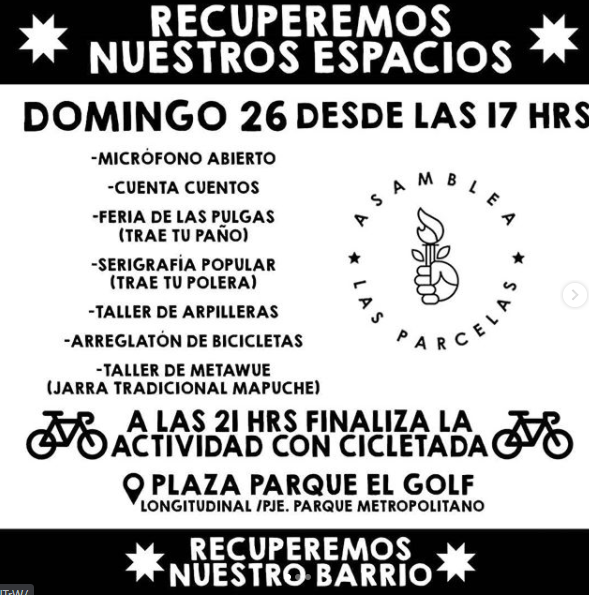 RECUPEREMOS
NUESTROS ESPACIOS
DOMINGO 26 DESDE LAS 17 HRS
-MICRÓFONO ABIERTO
-CUENTA CUENTOS
-FERIA DE LAS PULGAS
(TRAE TU PAÑO)
-SERIGRAFÍA POPULAR
(TRAE TU POLERA)
-TALLER DE ARPILLERAS
-ARREGLATÓN DE BICICLETAS
-TALLER DE METAWUE
(JARRA TRADICIONAL MAPUCHE)
ASAMBLEA
LAS PARCELAS
A LAS 21 HRS FINALIZA LA
ACTIVIDAD CON CICLETADA
PLAZA PARQUE EL GOLF
LONGITUDINAL /PJE. PARQUE METROPOLITANO
RECUPEREMOS
NUESTRO BARRIO